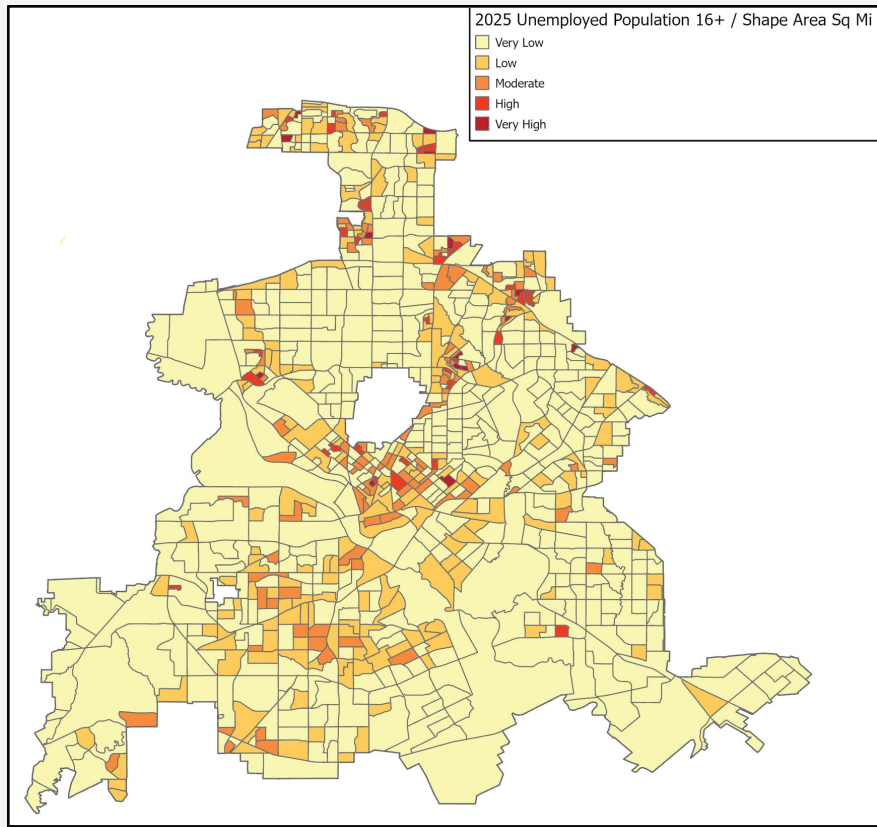 2025 Unemployed Population 16+ / Shape Area Sq Mi
Very Low
Low
Moderate
High
Very High